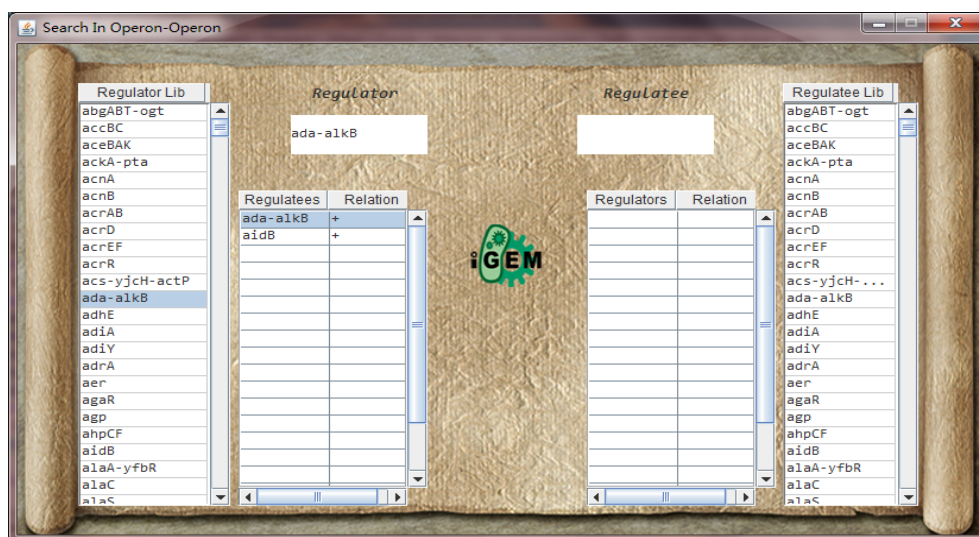 Search In Operon-Operon
Regulator Lib
abgABT-ogt
accBC
aceBAK
ackA-pta
acnA
acnB
acrAB
acrD
acrEF
acrR
acs-yjcH-actP
ada-alkB
adhE
adiA
adiY
adrA
aer
agaR
agp
ahpCF
aidB
alaA-yfbR
alaC
alaS
Regulator
ada-alkB
Regulatees Relation
ada-alkB +
aidB +
iGEM
Regulatee
Regulators Relation
Regulatee Lib
abgABT-ogt
accBC
aceBAK
ackA-pta
acnA
acnB
acrAB
acrD
acrEF
acrR
acs-yjcH-...
ada-alkB
adhE
adiA
adiY
adrA
aer
agaR
agp
ahpCF
aidB
alaA-yfbR
alaC
alaS